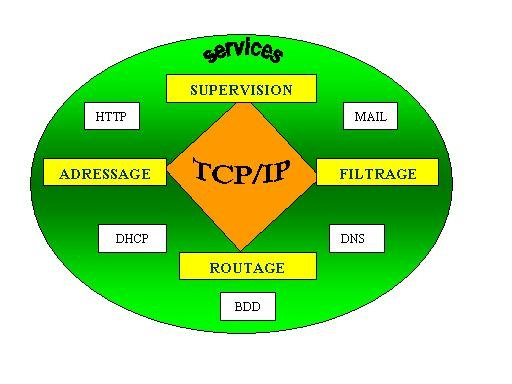 services
SUPERVISION
HTTP
MAIL
ADRESSAGE
TCP/IP
FILTRAGE
DHCP
DNS
ROUTAGE
BDD